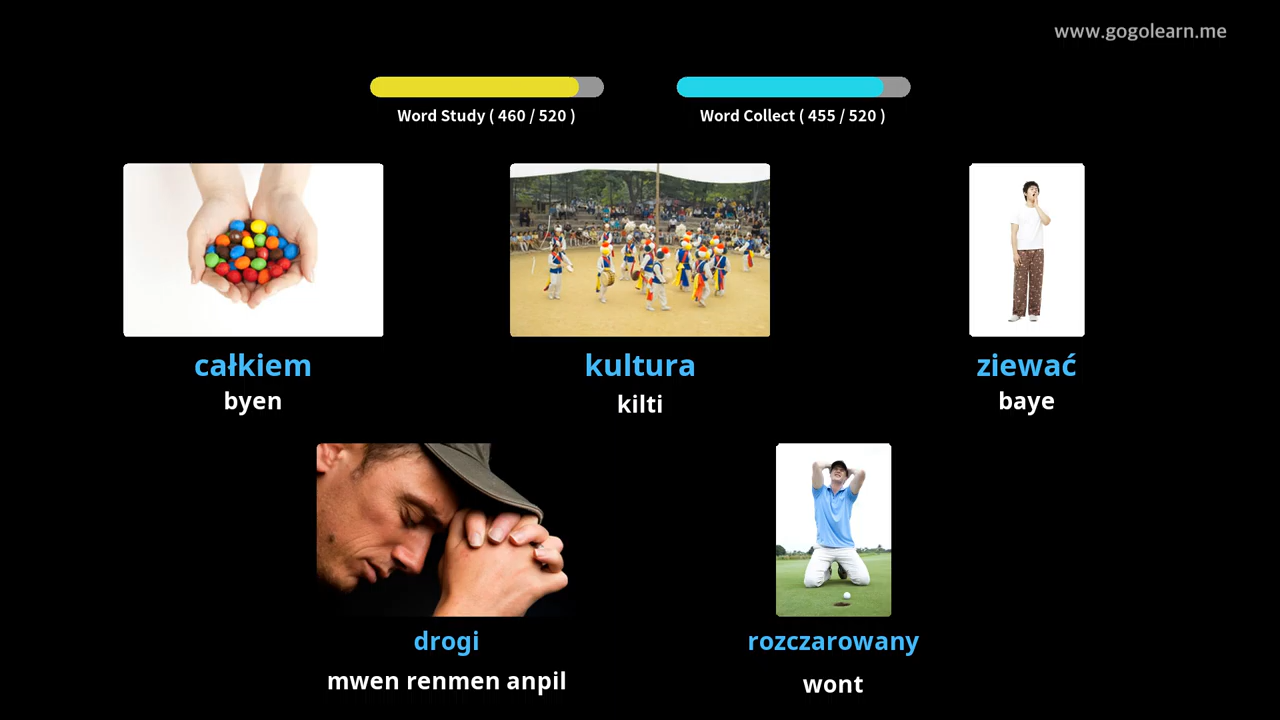 www.gogolearn.me
Word Study ( 460 / 520 )
Word Collect ( 455 / 520 )
całkiem
byen
kultura
kilti
ziewać
baye
drogi
mwen renmen anpil
rozczarowany
wont